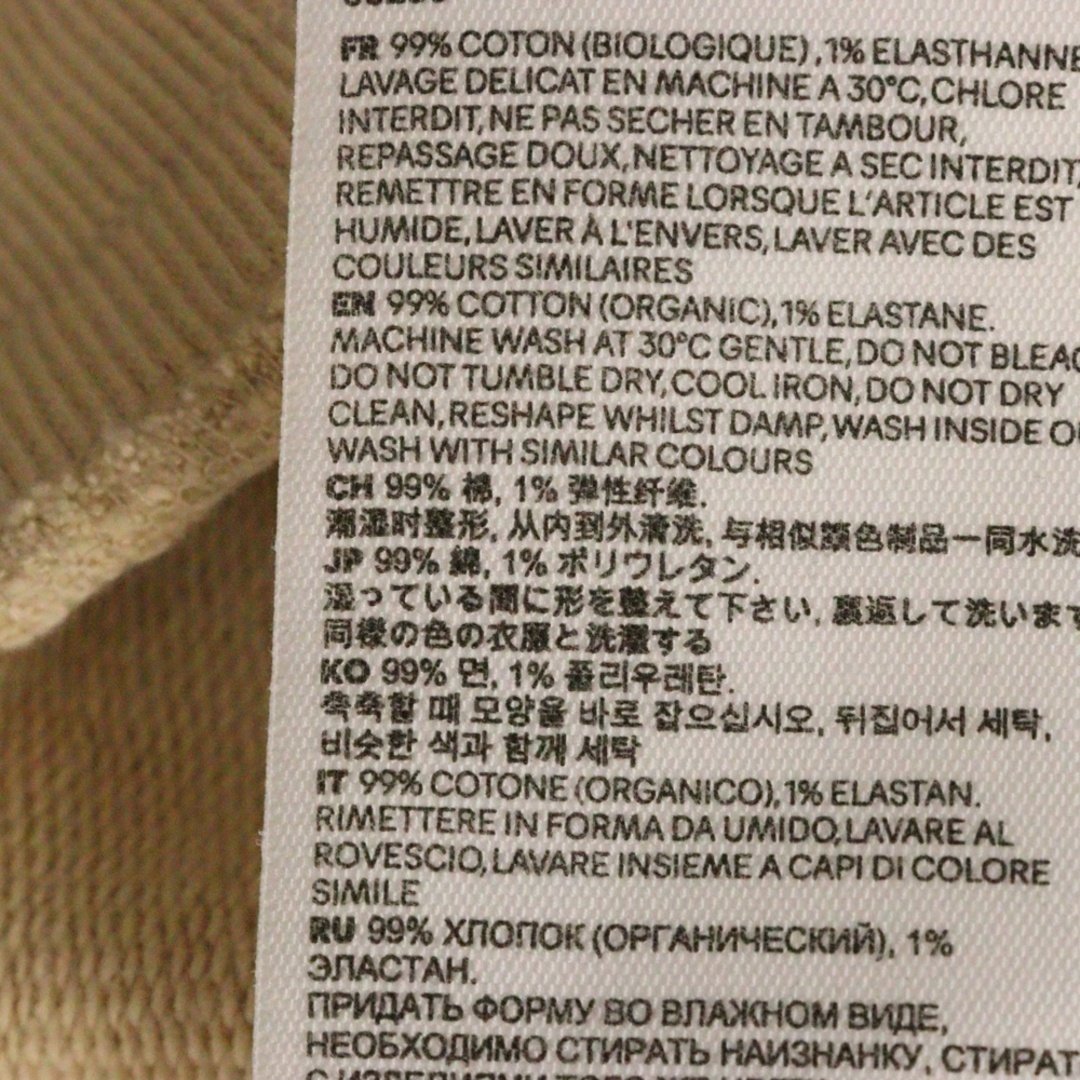 FR 99% COTON (BIOLOGIQUE), 1% ELASTHANNE
LAVAGE DELICAT EN MACHINE A 30°C, CHLORE
INTERDIT, NE PAS SECHER EN TAMBOUR,
REPASSAGE DOUX, NETTOYAGE A SEC INTERDIT,
REMETTRE EN FORME LORSQUE L'ARTICLE EST
HUMIDE, LAVER À L'ENVERS, LAVER AVEC DES
COULEURS SIMILAIRES
EN 99% COTTON (ORGANIC), 1% ELASTANE.
MACHINE WASH AT 30°C GENTLE, DO NOT BLEAC
DO NOT TUMBLE DRY, COOL IRON, DO NOT DRY
CLEAN, RESHAPE WHILST DAMP, WASH INSIDE O
WASH WITH SIMILAR COLOURS
CH 99% 棉, 1% 弹性纤维.
潮湿时整形, 从内到外清洗, 与相似颜色制品一同水洗
JP 99% 綿, 1% ポリウレタン.
湿っている間に形を整えて下さい, 裏返して洗います
同様の色の衣服と洗濯する
KO 99% 면, 1% 폴리우레탄.
축축할 때 모양을 바로 잡으십시오, 뒤집어서 세탁,
비슷한 색과 함께 세탁
IT 99% COTONE (ORGANICO), 1% ELASTAN.
RIMETTERE IN FORMA DA UMIDO, LAVARE AL
ROVESCIO, LAVARE INSIEME A CAPI DI COLORE
SIMILE
RU 99% ХЛОПОК (ОРГАНИЧЕСКИЙ), 1%
ЭЛАСТАН.
ПРИДАТЬ ФОРМУ ВО ВЛАЖНОМ ВИДЕ,
НЕОБХОДИМО СТИРАТЬ НАИЗНАНКУ, СТИРАТ